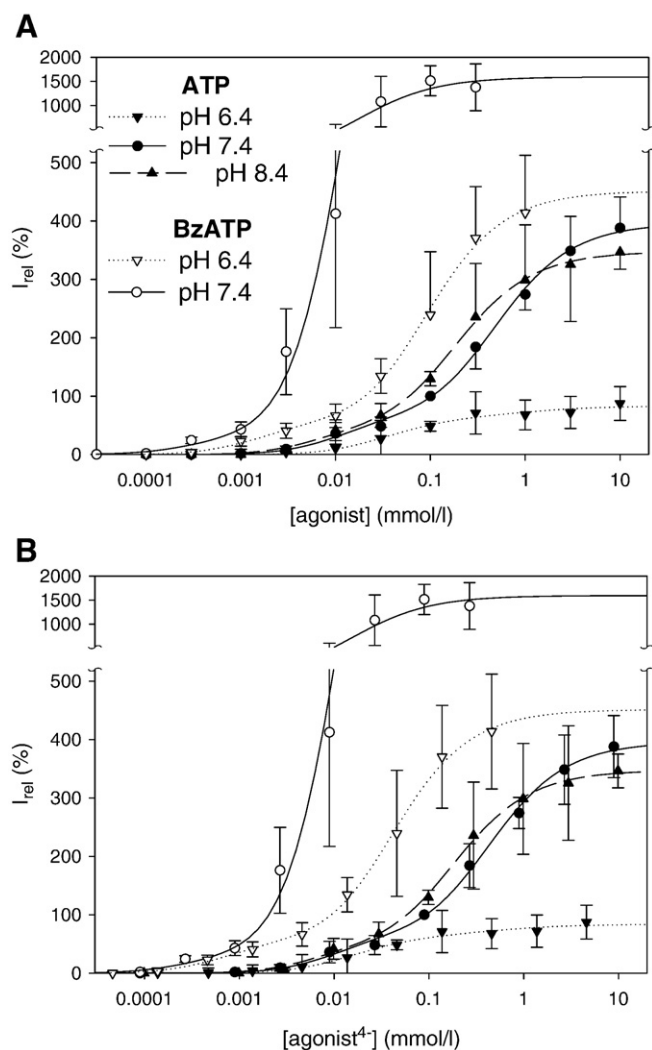 A
2000
1500
1000
500
400
300
200
100
0
I_rel (%)
ATP
pH 6.4
pH 7.4
pH 8.4
BzATP
pH 6.4
pH 7.4
0.0001 0.001 0.01 0.1 1 10
[agonist] (mmol/l)
B
2000
1500
1000
500
400
300
200
100
0
I_rel (%)
0.0001 0.001 0.01 0.1 1 10
[agonist⁴⁻] (mmol/l)